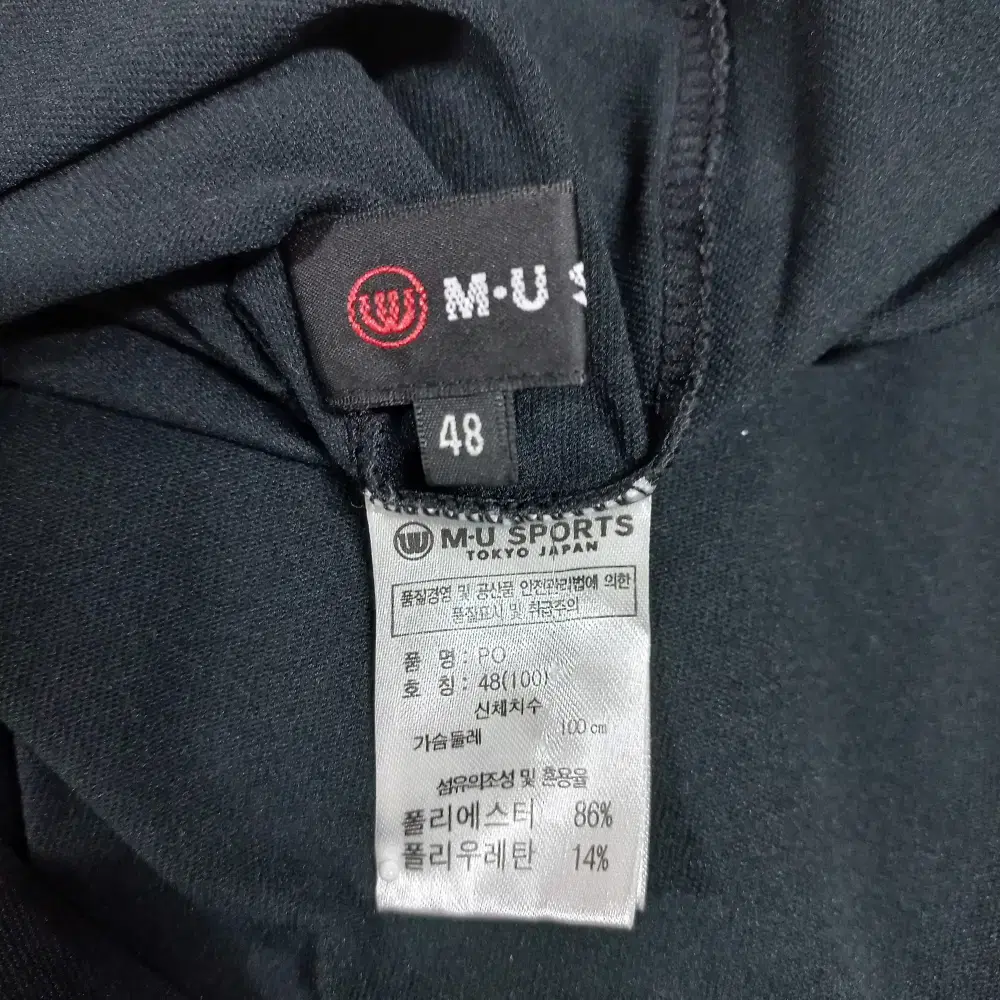 M·U
48
M·U SPORTS
TOKYO JAPAN
품질경영 및 공산품 안전관리법에 의한
품질표시 및 취급주의
품 명 : PO
호 칭 : 48(100)
신체치수
가슴둘레 100 cm
섬유의조성 및 혼용율
폴리에스터 86%
폴리우레탄 14%